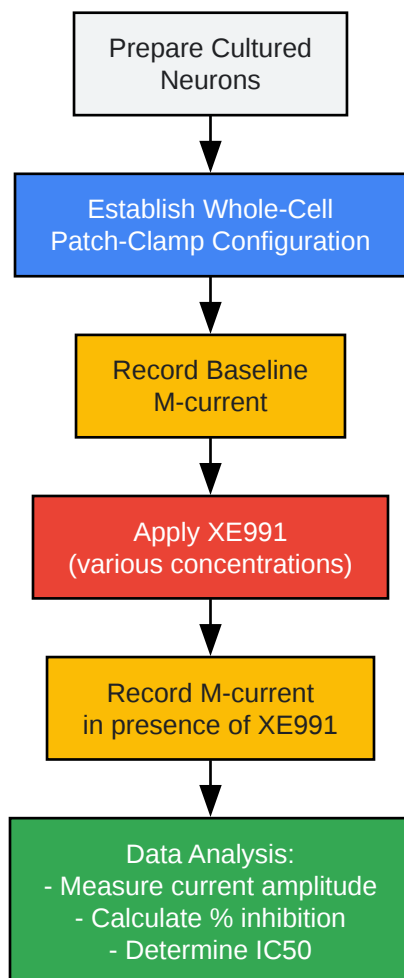 Prepare Cultured
Neurons
Establish Whole-Cell
Patch-Clamp Configuration
Record Baseline
M-current
Apply XE991
(various concentrations)
Record M-current
in presence of XE991
Data Analysis:
- Measure current amplitude
- Calculate % inhibition
- Determine IC50